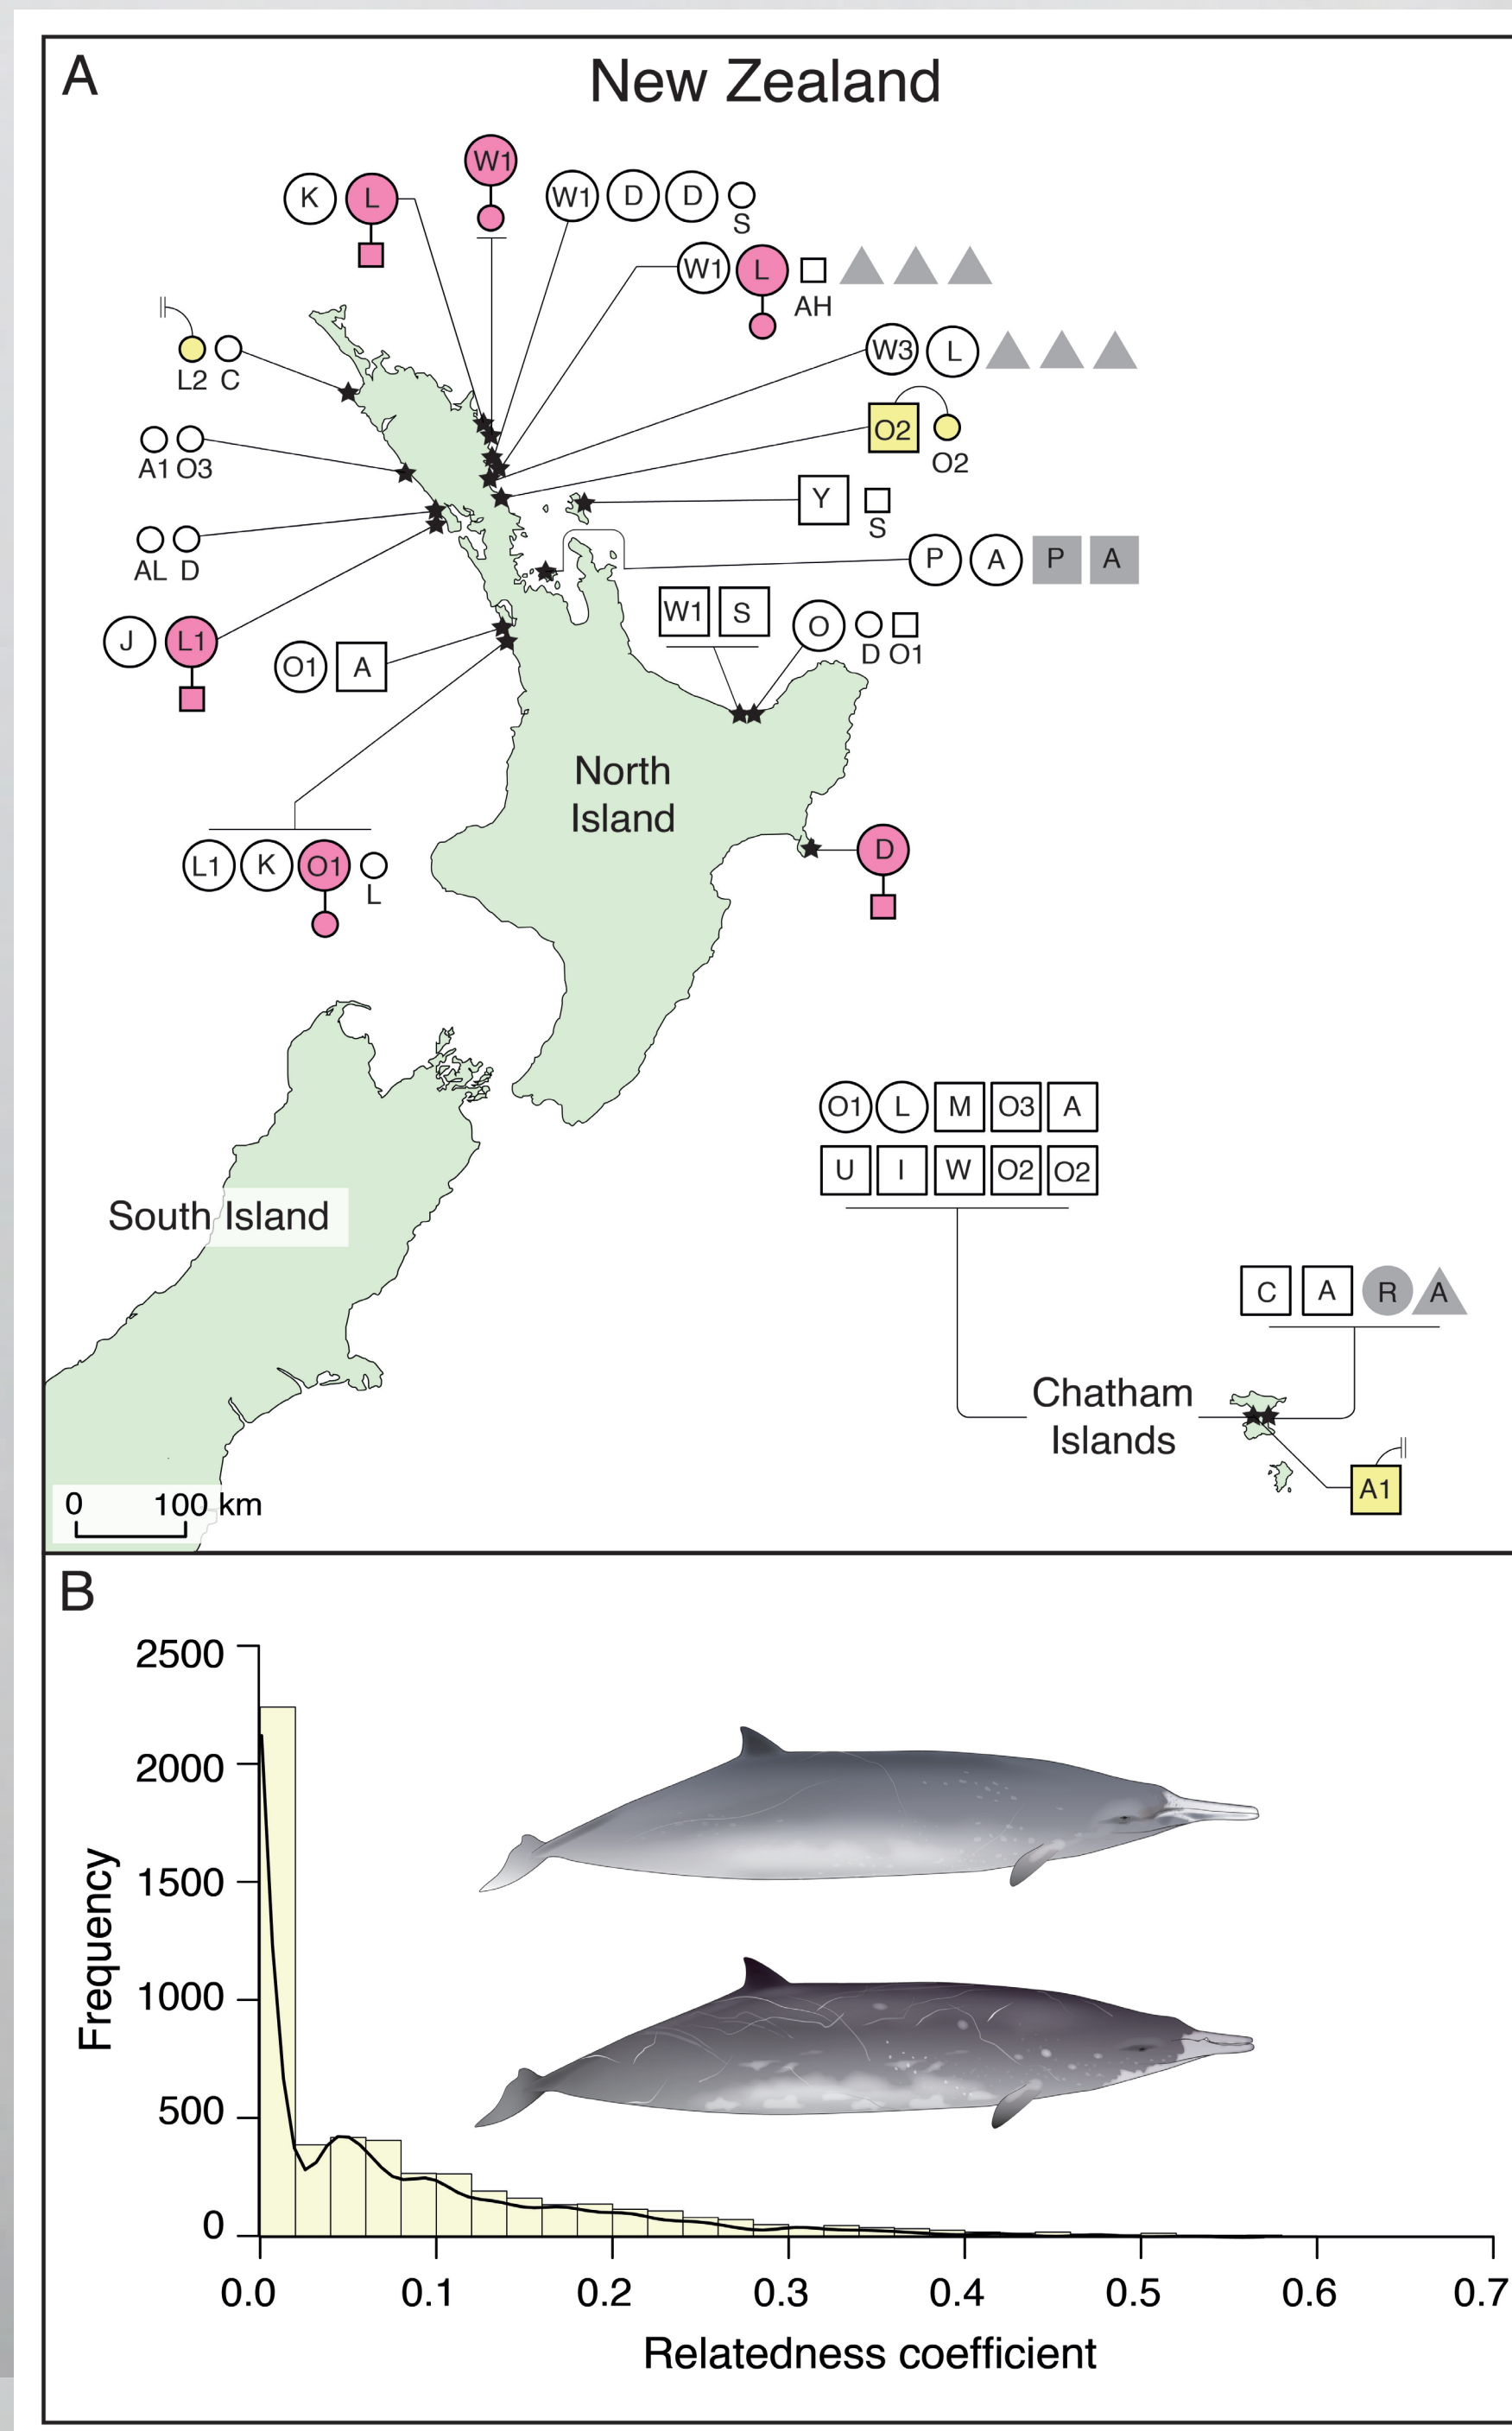 A
New Zealand
W1
K L
W1 D D
S
W1 L
AH
W3 L
L2 C
O2
O2
A1 O3
Y
S
AL D
P A P A
W1 S O
D O1
J L1
O1 A
North
Island
L1 K O1
L
D
O1 L M O3 A
U I W O2 O2
South Island
C A R A
Chatham
Islands
A1
0 100 km
B
2500
2000
1500
1000
500
0
Frequency
0.0 0.1 0.2 0.3 0.4 0.5 0.6 0.7
Relatedness coefficient